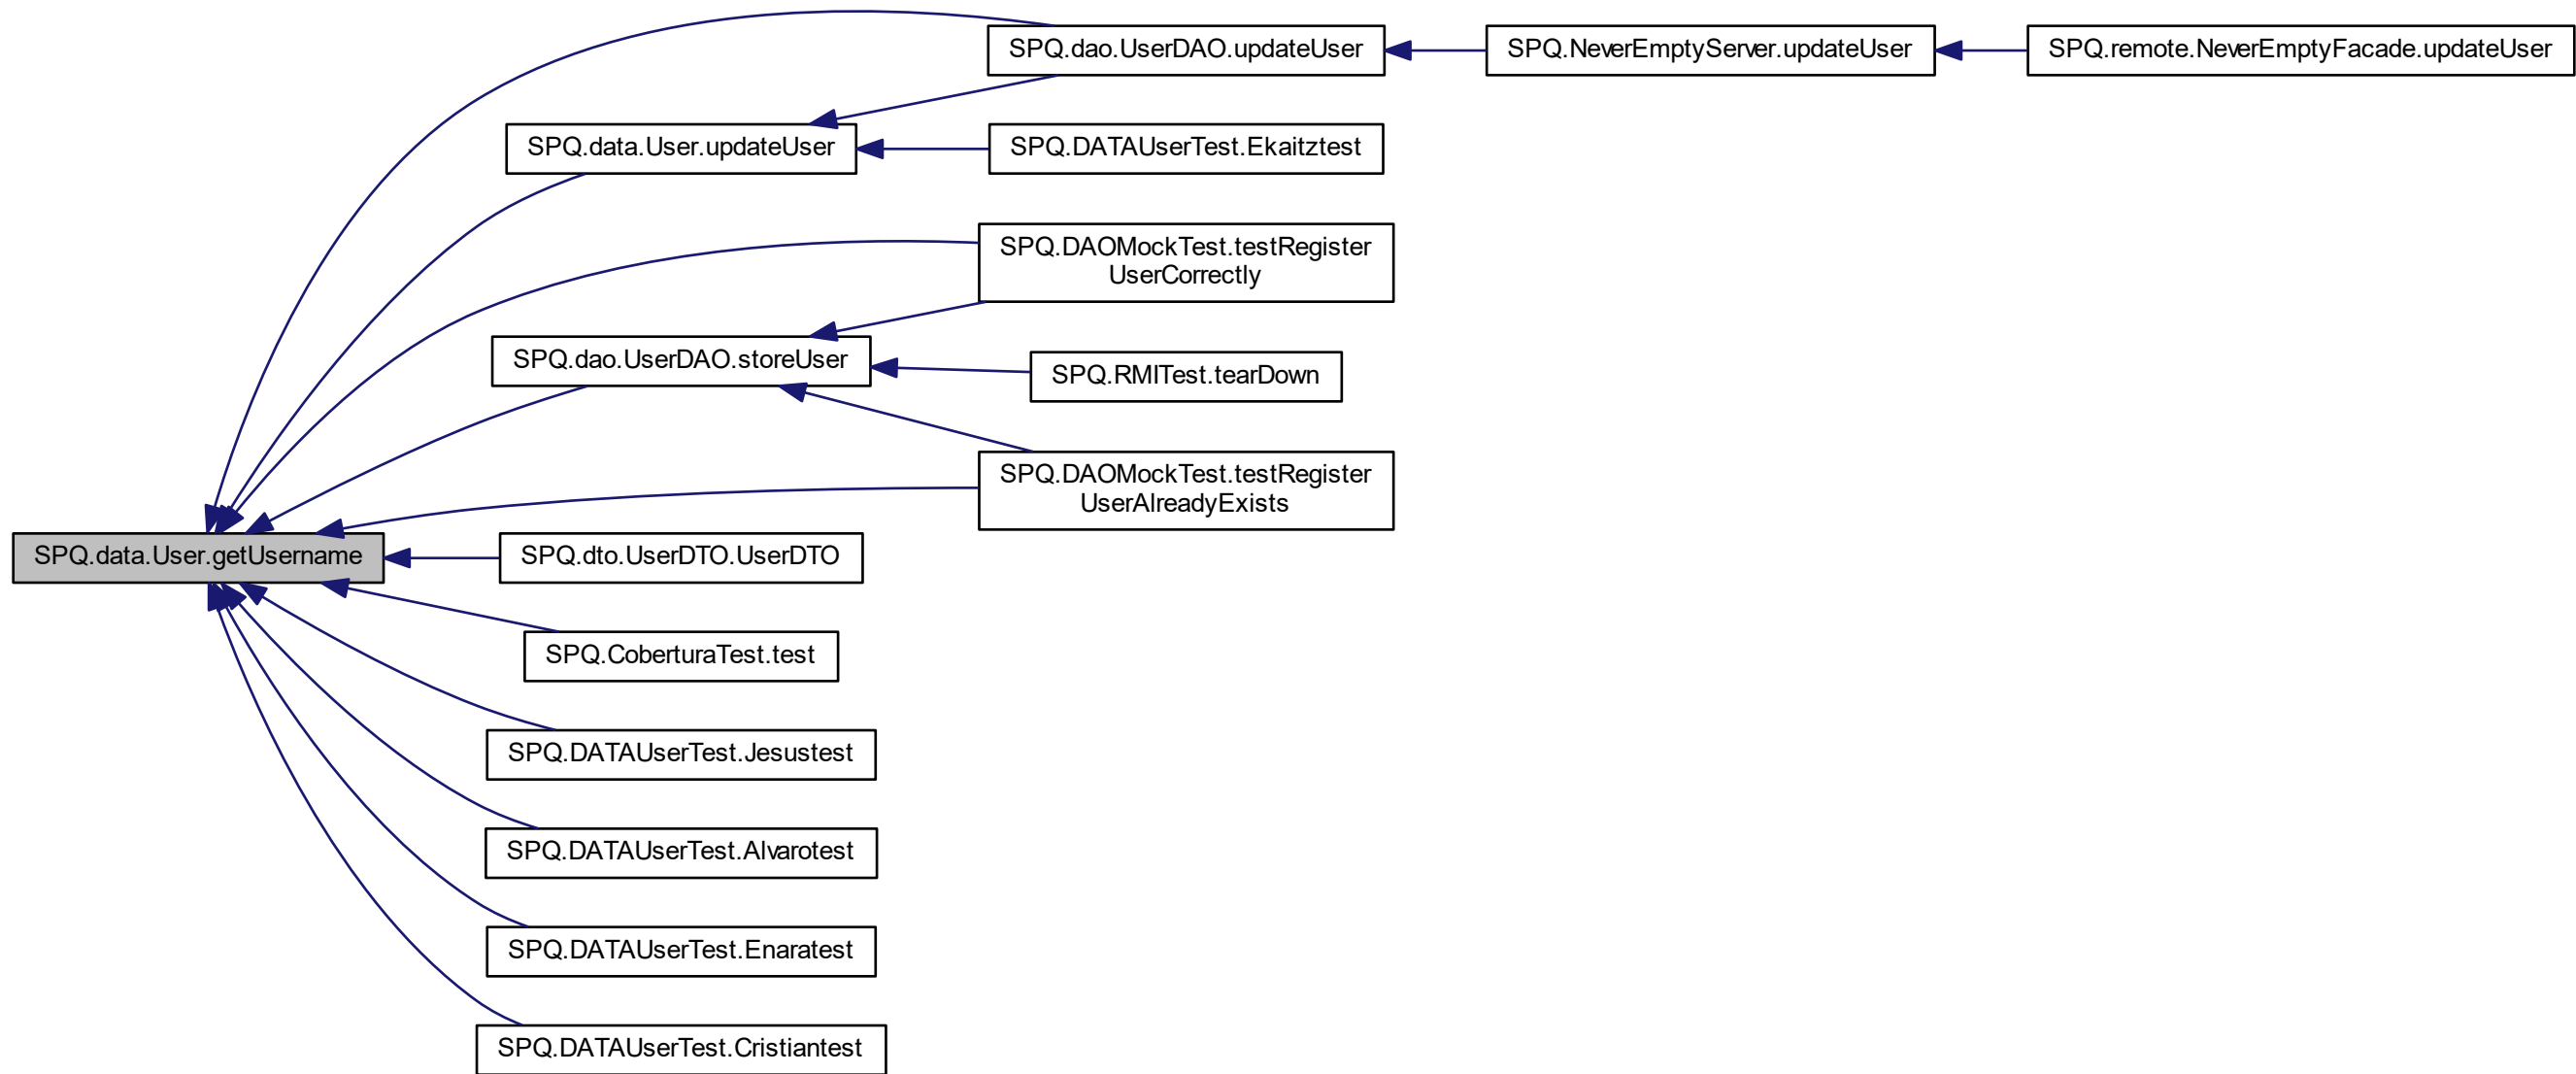 SPQ.dao.UserDAO.updateUser
SPQ.NeverEmptyServer.updateUser
SPQ.remote.NeverEmptyFacade.updateUser
SPQ.data.User.updateUser
SPQ.DATAUserTest.Ekaitztest
SPQ.DAOMockTest.testRegister
UserCorrectly
SPQ.dao.UserDAO.storeUser
SPQ.RMITest.tearDown
SPQ.DAOMockTest.testRegister
UserAlreadyExists
SPQ.data.User.getUsername
SPQ.dto.UserDTO.UserDTO
SPQ.CoberturaTest.test
SPQ.DATAUserTest.Jesustest
SPQ.DATAUserTest.Alvarotest
SPQ.DATAUserTest.Enaratest
SPQ.DATAUserTest.Cristiantest